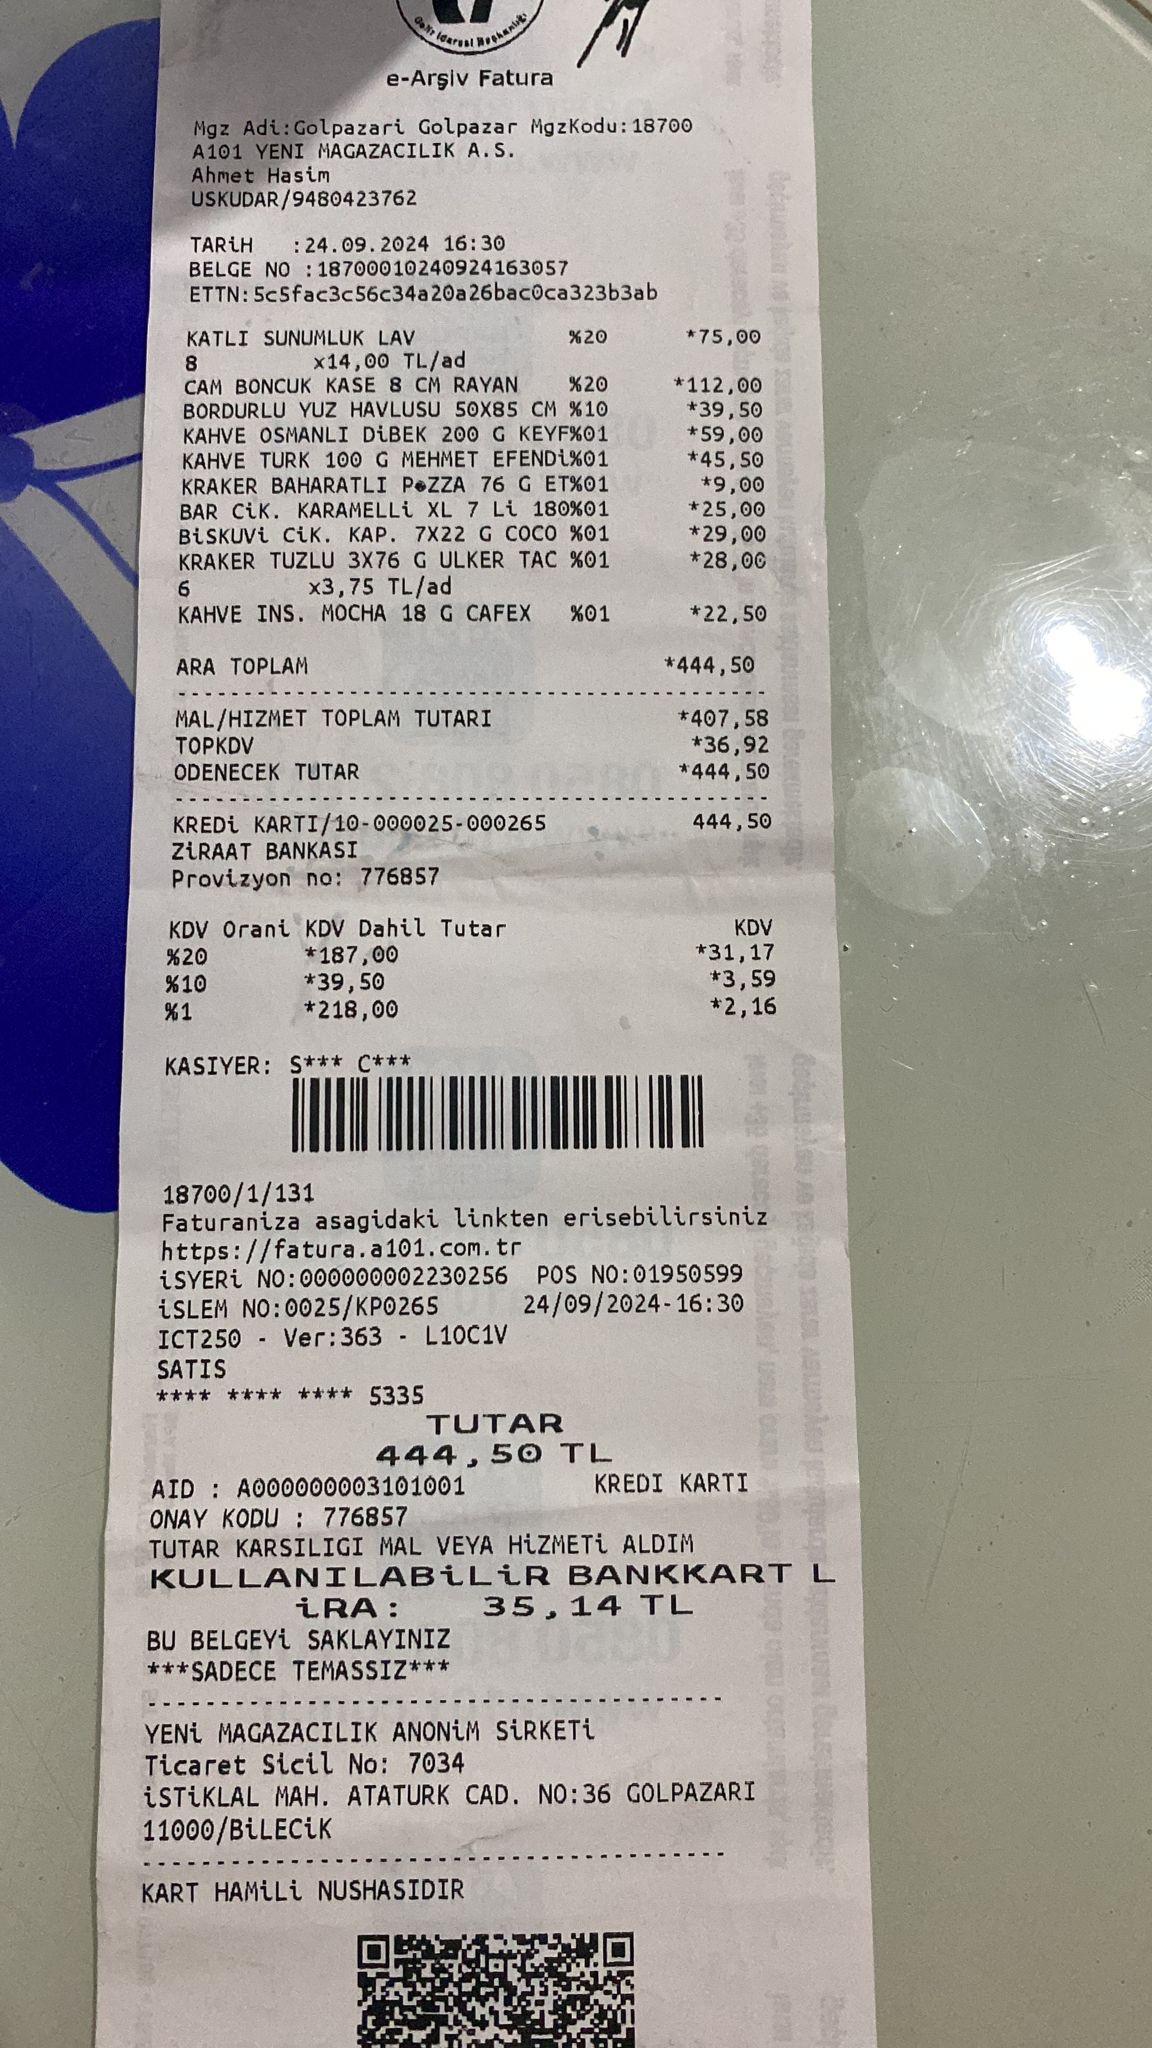 Gelir İdaresi Başkanlığı
e-Arşiv Fatura
Mgz Adi:Golpazari Golpazar MgzKodu:18700
A101 YENI MAGAZACILIK A.S.
Ahmet Hasim
USKUDAR/9480423762
TARiH :24.09.2024 16:30
BELGE NO :18700010240924163057
ETTN:5c5fac3c56c34a20a26bac0ca323b3ab
KATLI SUNUMLUK LAV %20 *75,00
8 x14,00 TL/ad
CAM BONCUK KASE 8 CM RAYAN %20 *112,00
BORDURLU YUZ HAVLUSU 50X85 CM %10 *39,50
KAHVE OSMANLI DiBEK 200 G KEYF%01 *59,00
KAHVE TURK 100 G MEHMET EFENDi%01 *45,50
KRAKER BAHARATLI PiZZA 76 G ET%01 *9,00
BAR CiK. KARAMELLi XL 7 Li 180%01 *25,00
BiSKUVi CiK. KAP. 7X22 G COCO %01 *29,00
KRAKER TUZLU 3X76 G ULKER TAC %01 *28,00
6 x3,75 TL/ad
KAHVE INS. MOCHA 18 G CAFEX %01 *22,50
ARA TOPLAM *444,50
MAL/HIZMET TOPLAM TUTARI *407,58
TOPKDV *36,92
ODENECEK TUTAR *444,50
KREDi KARTI/10-000025-000265 444,50
ZiRAAT BANKASI
Provizyon no: 776857
KDV Orani KDV Dahil Tutar KDV
%20 *187,00 *31,17
%10 *39,50 *3,59
%1 *218,00 *2,16
KASIYER: S*** C***
18700/1/131
Faturaniza asagidaki linkten erisebilirsiniz
https://fatura.a101.com.tr
iSYERi NO:000000002230256 POS NO:01950599
iSLEM NO:0025/KP0265 24/09/2024-16:30
ICT250 - Ver:363 - L10C1V
SATIS
**** **** **** 5335
TUTAR
444,50 TL
AID : A0000000003101001 KREDI KARTI
ONAY KODU : 776857
TUTAR KARSILIGI MAL VEYA HiZMETi ALDIM
KULLANILABiLiR BANKKART L
iRA: 35,14 TL
BU BELGEYi SAKLAYINIZ
***SADECE TEMASSIZ***
YENi MAGAZACILIK ANONiM SiRKETi
Ticaret Sicil No: 7034
iSTiKLAL MAH. ATATURK CAD. NO:36 GOLPAZARI
11000/BiLECiK
KART HAMiLi NUSHASIDIR